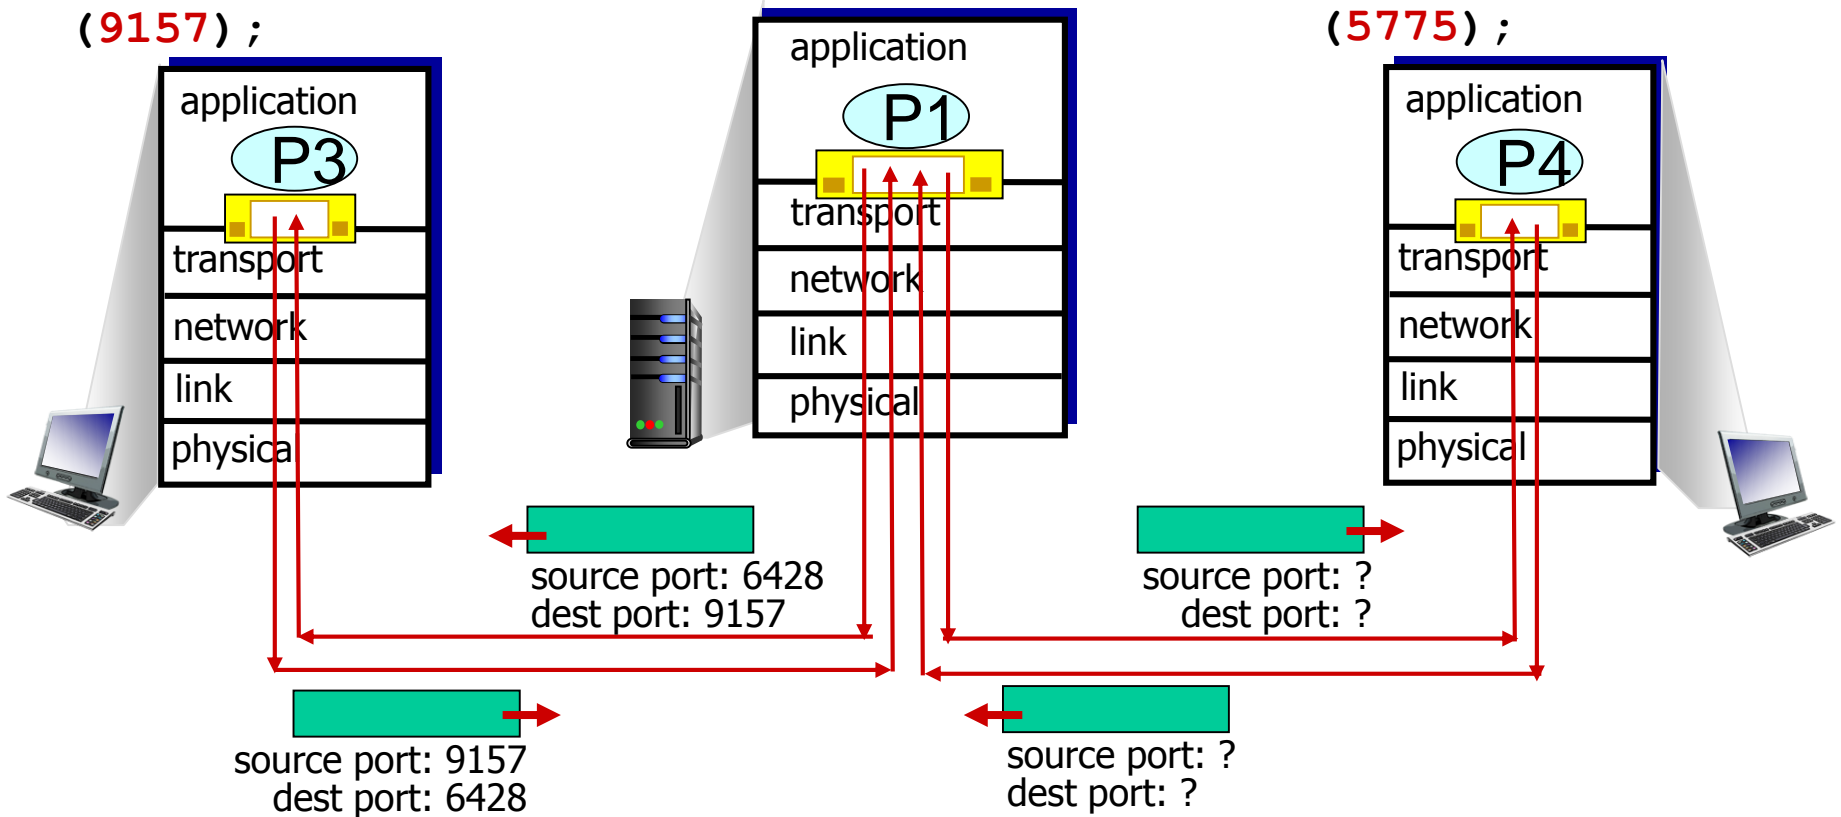 (9157);
application
P3
transport
network
link
physical
application
P1
transport
network
link
physical
(5775);
application
P4
transport
network
link
physical
source port: 6428
dest port: 9157
source port: ?
dest port: ?
source port: 9157
dest port: 6428
source port: ?
dest port: ?